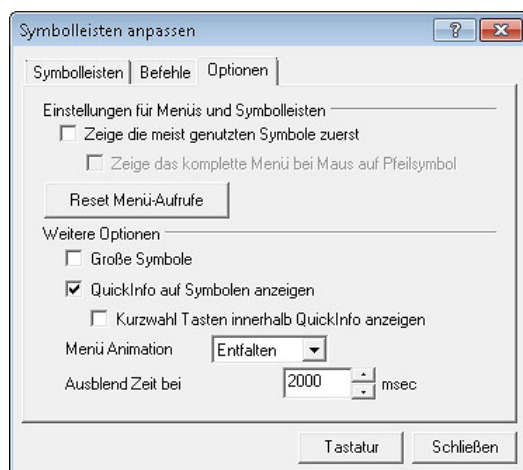 Symbolleisten anpassen
Symbolleisten Befehle Optionen
Einstellungen für Menüs und Symbolleisten
Zeige die meist genutzten Symbole zuerst
Zeige das komplette Menü bei Maus auf Pfeilsymbol
Reset Menü-Aufrufe
Weitere Optionen
Große Symbole
QuickInfo auf Symbolen anzeigen
Kurzwahl Tasten innerhalb QuickInfo anzeigen
Menü Animation Entfalten
Ausblend Zeit bei 2000 msec
Tastatur Schließen